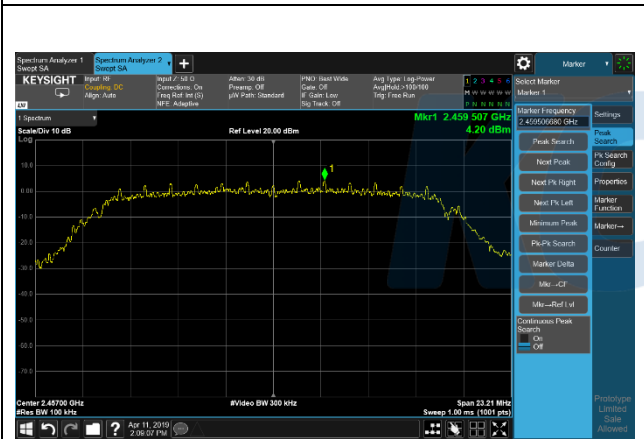 Spectrum Analyzer 1
Swept SA
Spectrum Analyzer 2
Swept SA
+
Marker
KEYSIGHT
Input: RF
Coupling: DC
Align: Auto
Input Z: 50 Ω
Corrections: On
Freq Ref: Int (S)
NFE: Adaptive
Atten: 30 dB
Preamp: Off
µW Path: Standard
PNO: Best Wide
Gate: Off
IF Gain: Low
Sig Track: Off
Avg Type: Log-Power
Avg|Hold:>100/100
Trig: Free Run
1 2 3 4 5 6
M W W W W W
P N N N N N
LXI
Select Marker
Marker 1
1 Spectrum
Scale/Div 10 dB
Log
Ref Level 20.00 dBm
Mkr1 2.459 507 GHz
4.20 dBm
1
10.0
0.00
-10.0
-20.0
-30.0
-40.0
-50.0
-60.0
-70.0
Center 2.45700 GHz
#Res BW 100 kHz
#Video BW 300 kHz
Span 23.21 MHz
Sweep 1.00 ms (1001 pts)
Marker Frequency
2.459506680 GHz
Peak Search
Next Peak
Next Pk Right
Next Pk Left
Minimum Peak
Pk-Pk Search
Marker Delta
Mkr→CF
Mkr→Ref Lvl
Continuous Peak
Search
On
Off
Settings
Peak
Search
Pk Search
Config
Properties
Marker
Function
Marker→
Counter
Prototype
Limited
Sale
Allowed
?
Apr 11, 2019
2:09:07 PM